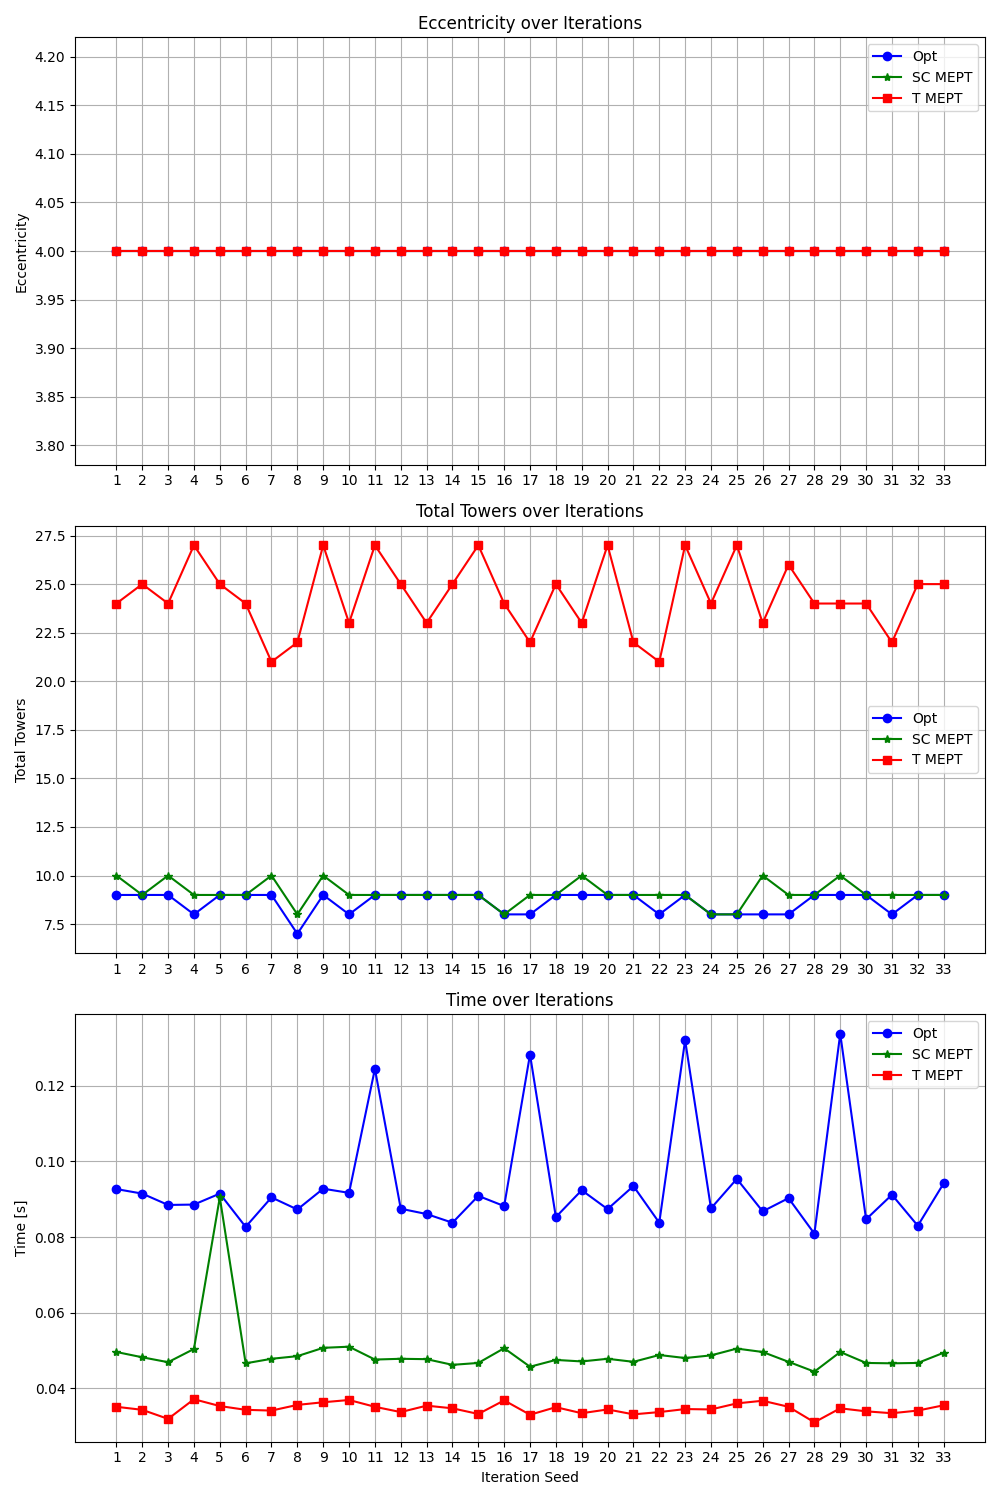 Eccentricity over Iterations
4.20
4.15
4.10
4.05
4.00
3.95
3.90
3.85
3.80
Eccentricity
Opt
SC MEPT
T MEPT
1 2 3 4 5 6 7 8 9 10 11 12 13 14 15 16 17 18 19 20 21 22 23 24 25 26 27 28 29 30 31 32 33
Total Towers over Iterations
27.5
25.0
22.5
20.0
17.5
15.0
12.5
10.0
7.5
Total Towers
Opt
SC MEPT
T MEPT
1 2 3 4 5 6 7 8 9 10 11 12 13 14 15 16 17 18 19 20 21 22 23 24 25 26 27 28 29 30 31 32 33
Time over Iterations
0.12
0.10
0.08
0.06
0.04
Time [s]
Opt
SC MEPT
T MEPT
1 2 3 4 5 6 7 8 9 10 11 12 13 14 15 16 17 18 19 20 21 22 23 24 25 26 27 28 29 30 31 32 33
Iteration Seed